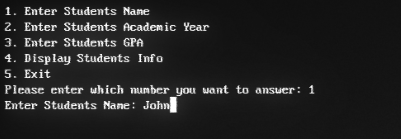 1. Enter Students Name
2. Enter Students Academic Year
3. Enter Students GPA
4. Display Students Info
5. Exit
Please enter which number you want to answer: 1
Enter Students Name: John